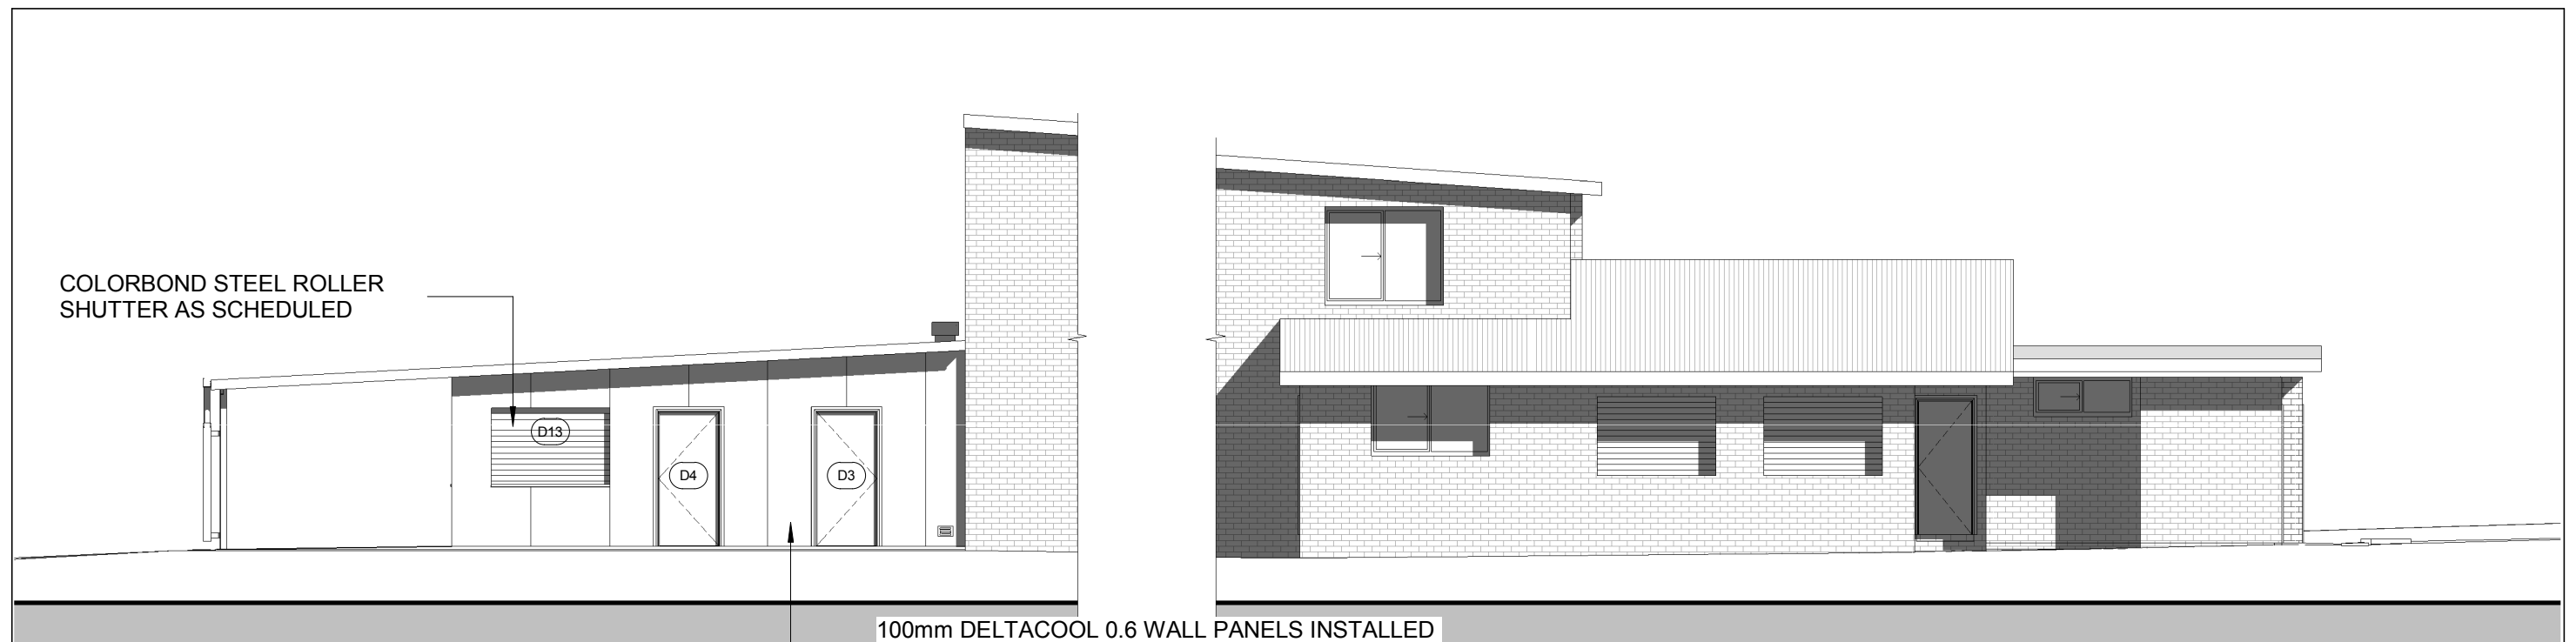 COLORBOND STEEL ROLLER
SHUTTER AS SCHEDULED
D13
D4
D3
100mm DELTACOOL 0.6 WALL PANELS INSTALLED